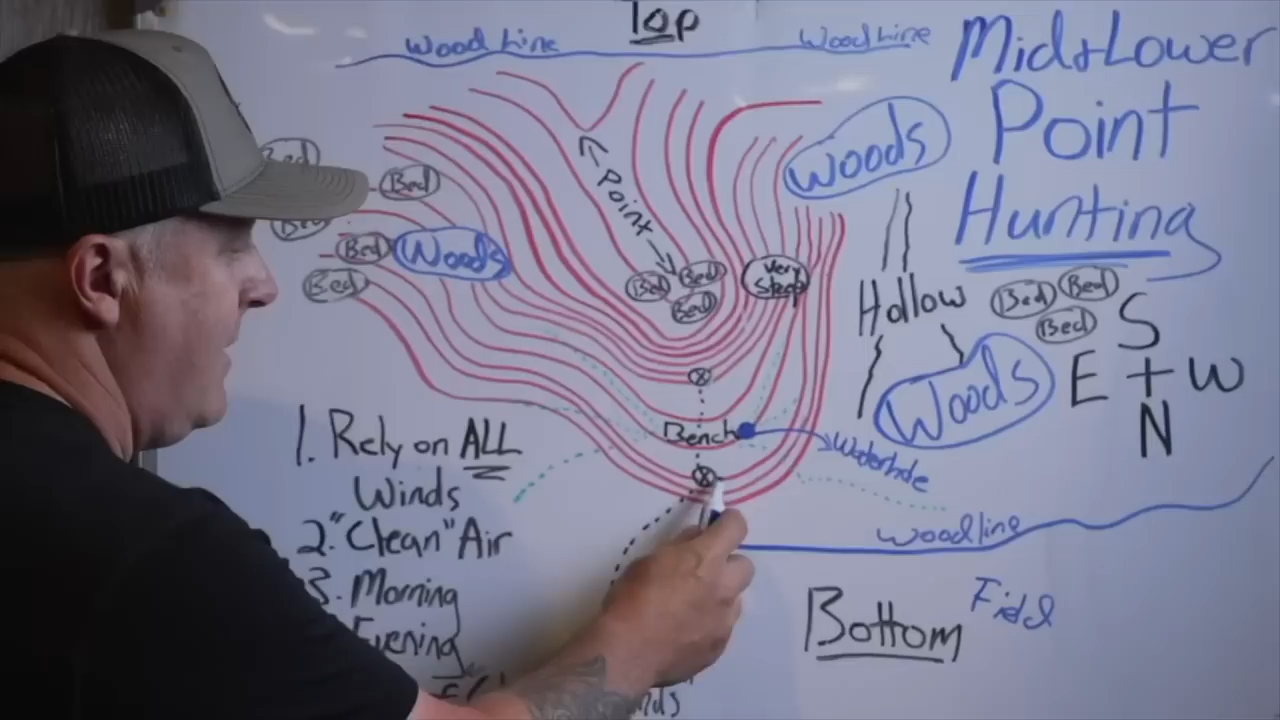 Top
Wood Line
Wood Line
Mid & Lower
Point
Hunting
Woods
Bed
Bed
Bed
Bed
Bed
Woods
Point
Bed
Bed
Bed
Very
Steep
Hollow
Bed
Bed
Bed
S
E + W
N
Woods
Bench
Waterhole
1. Rely on ALL
Winds
2. "Clean" Air
3. Morning
Evening
woodline
Bottom
Field